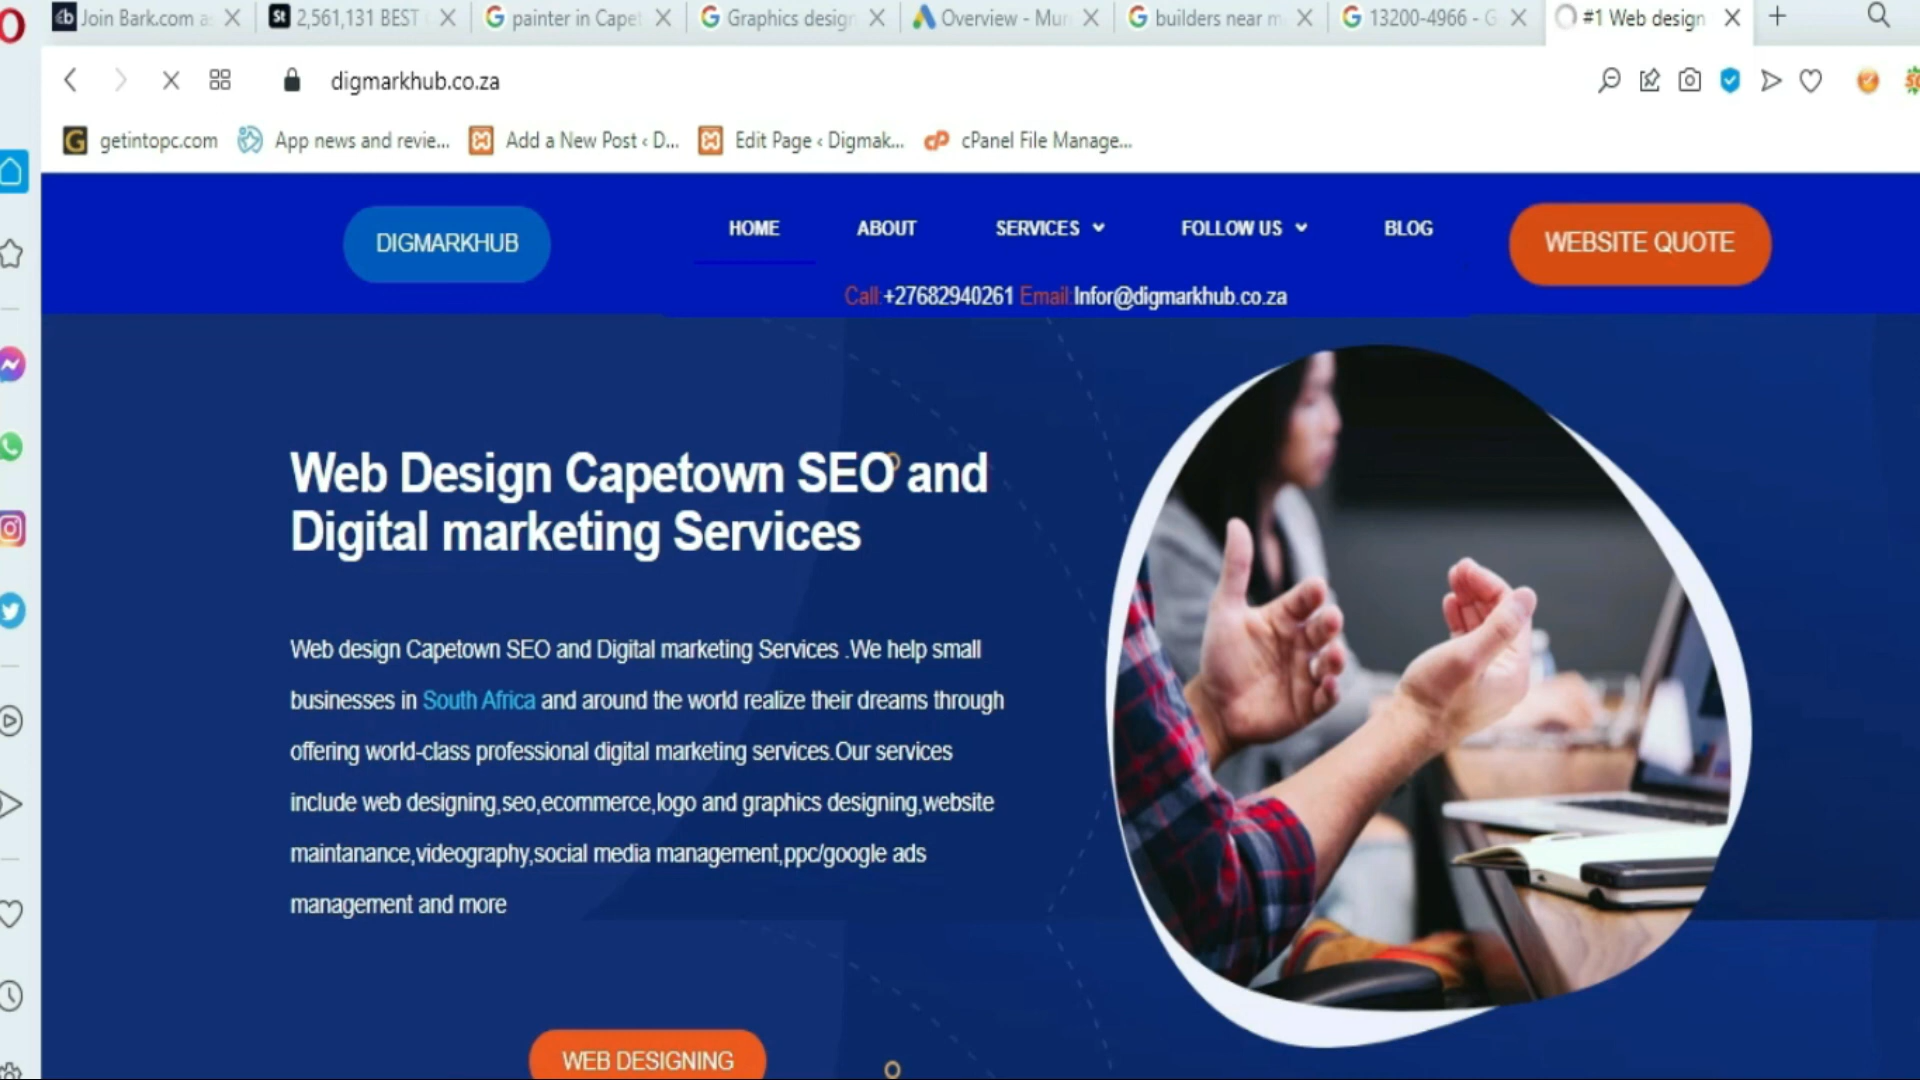 Join Bark.com a
2,561,131 BEST
painter in Cape
Graphics design
Overview - Mu
builders near m
13200-4966 - G
#1 Web design
digmarkhub.co.za
getintopc.com
App news and revie...
Add a New Post ‹ D...
Edit Page ‹ Digmak...
cPanel File Manage...
DIGMARKHUB
HOME
ABOUT
SERVICES
FOLLOW US
BLOG
WEBSITE QUOTE
Call:+27682940261 Email:Infor@digmarkhub.co.za
Web Design Capetown SEO and
Digital marketing Services
Web design Capetown SEO and Digital marketing Services .We help small
businesses in South Africa and around the world realize their dreams through
offering world-class professional digital marketing services.Our services
include web designing,seo,ecommerce,logo and graphics designing,website
maintanance,videography,social media management,ppc/google ads
management and more
WEB DESIGNING